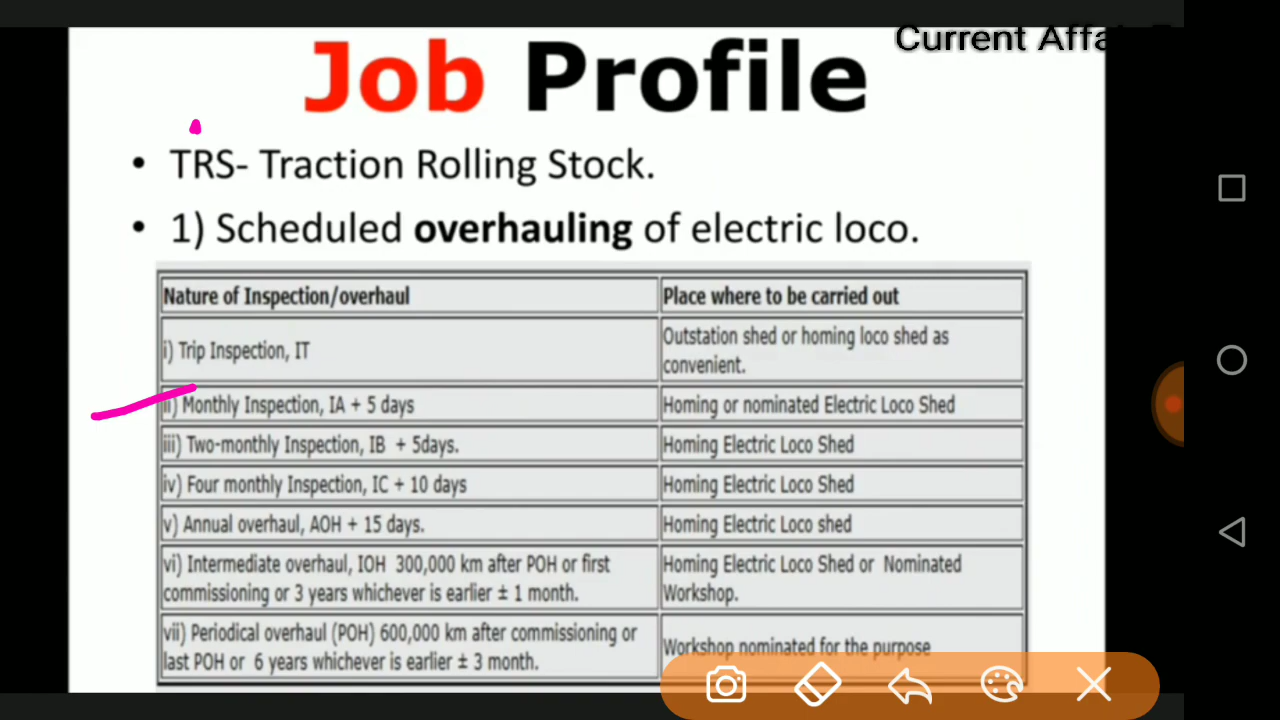 Current Affa
Job Profile
• TRS- Traction Rolling Stock.
• 1) Scheduled overhauling of electric loco.
Nature of Inspection/overhaul
Place where to be carried out
i) Trip Inspection, IT
Outstation shed or homing loco shed as
convenient.
ii) Monthly Inspection, IA + 5 days
Homing or nominated Electric Loco Shed
iii) Two-monthly Inspection, IB + 5days.
Homing Electric Loco Shed
iv) Four monthly Inspection, IC + 10 days
Homing Electric Loco Shed
v) Annual overhaul, AOH + 15 days.
Homing Electric Loco shed
vi) Intermediate overhaul, IOH 300,000 km after POH or first
commissioning or 3 years whichever is earlier ± 1 month.
Homing Electric Loco Shed or Nominated
Workshop.
vii) Periodical overhaul (POH) 600,000 km after commissioning or
last POH or 6 years whichever is earlier ± 3 month.
Workshop nominated for the purpose